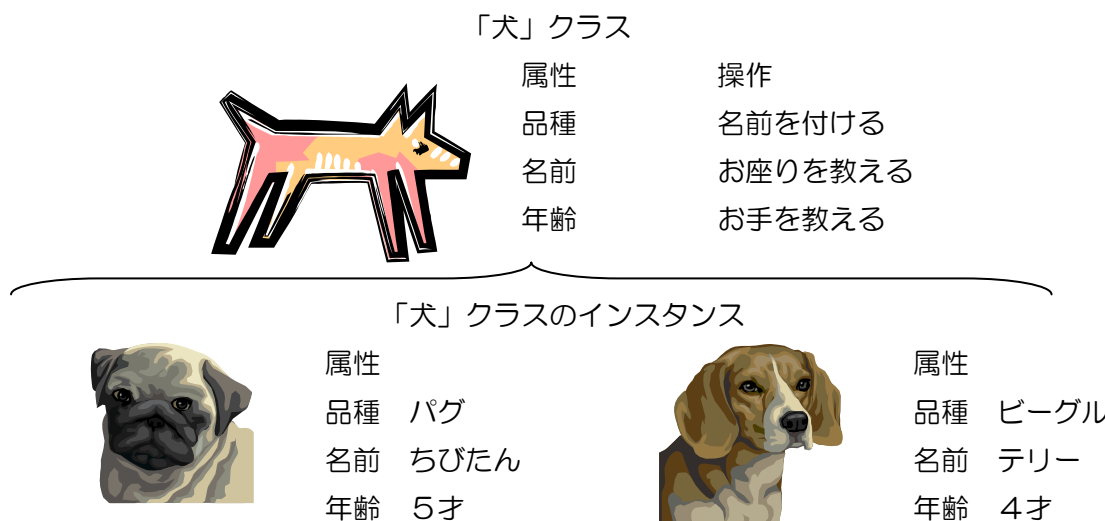 「犬」クラス
属性 操作
品種 名前を付ける
名前 お座りを教える
年齢 お手を教える
「犬」クラスのインスタンス
属性 属性
品種 パグ 品種 ビーグル
名前 ちびたん 名前 テリー
年齢 5才 年齢 4才